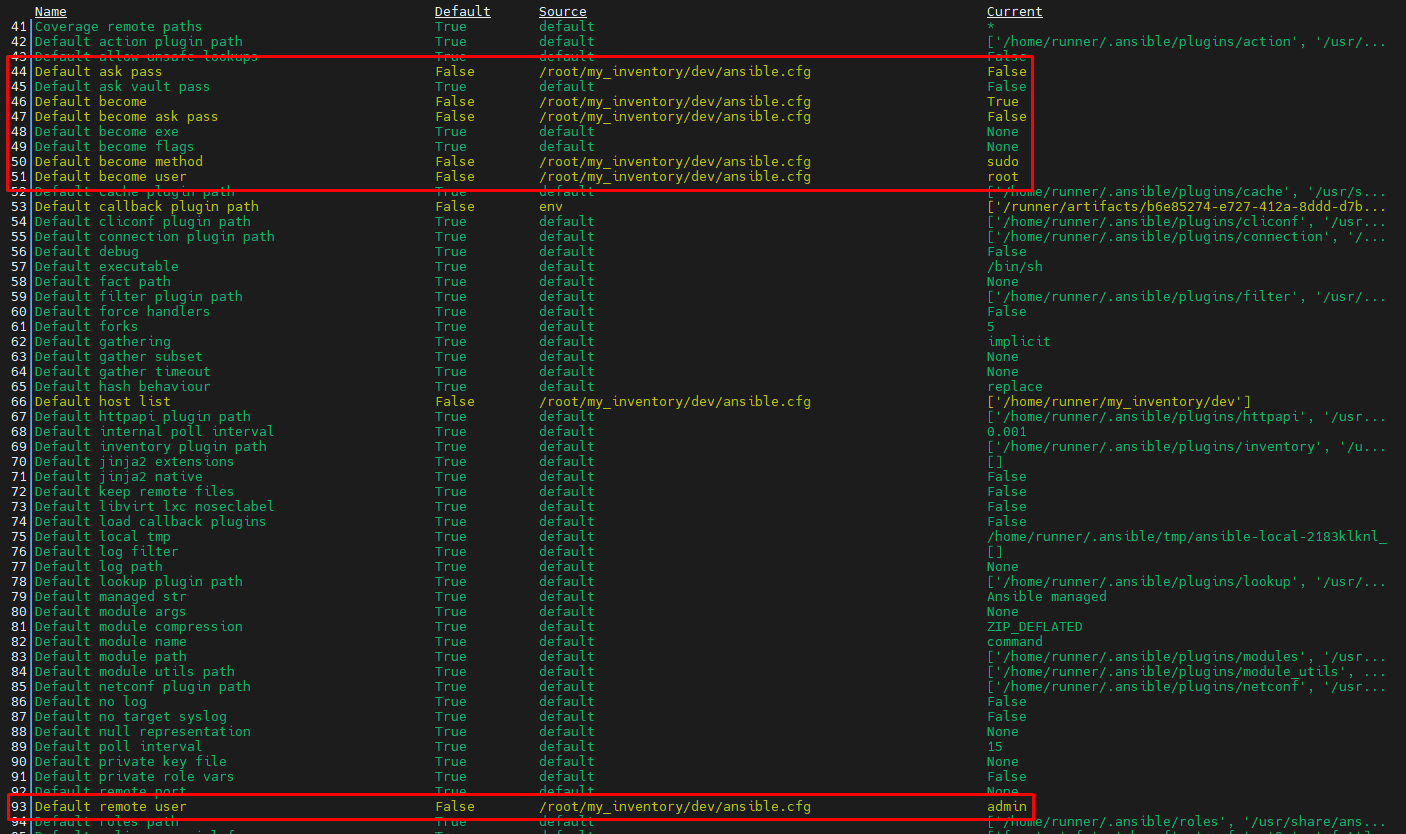 Name Default Source Current
41 Coverage remote paths True default *
42 Default action plugin path True default ['/home/runner/.ansible/plugins/action', '/usr/...
43 Default allow unsafe lookups True default False
44 Default ask pass False /root/my_inventory/dev/ansible.cfg False
45 Default ask vault pass True default False
46 Default become False /root/my_inventory/dev/ansible.cfg True
47 Default become ask pass False /root/my_inventory/dev/ansible.cfg False
48 Default become exe True default None
49 Default become flags True default None
50 Default become method False /root/my_inventory/dev/ansible.cfg sudo
51 Default become user False /root/my_inventory/dev/ansible.cfg root
52 Default cache plugin path True default ['/home/runner/.ansible/plugins/cache', '/usr/s...
53 Default callback plugin path False env ['/runner/artifacts/b6e85274-e727-412a-8ddd-d7b...
54 Default cliconf plugin path True default ['/home/runner/.ansible/plugins/cliconf', '/usr...
55 Default connection plugin path True default ['/home/runner/.ansible/plugins/connection', '/...
56 Default debug True default False
57 Default executable True default /bin/sh
58 Default fact path True default None
59 Default filter plugin path True default ['/home/runner/.ansible/plugins/filter', '/usr/...
60 Default force handlers True default False
61 Default forks True default 5
62 Default gathering True default implicit
63 Default gather subset True default None
64 Default gather timeout True default None
65 Default hash behaviour True default replace
66 Default host list False /root/my_inventory/dev/ansible.cfg ['/home/runner/my_inventory/dev']
67 Default httpapi plugin path True default ['/home/runner/.ansible/plugins/httpapi', '/usr...
68 Default internal poll interval True default 0.001
69 Default inventory plugin path True default ['/home/runner/.ansible/plugins/inventory', '/u...
70 Default jinja2 extensions True default []
71 Default jinja2 native True default False
72 Default keep remote files True default False
73 Default libvirt lxc noseclabel True default False
74 Default load callback plugins True default False
75 Default local tmp True default /home/runner/.ansible/tmp/ansible-local-2183klknl_
76 Default log filter True default []
77 Default log path True default None
78 Default lookup plugin path True default ['/home/runner/.ansible/plugins/lookup', '/usr/...
79 Default managed str True default Ansible managed
80 Default module args True default None
81 Default module compression True default ZIP_DEFLATED
82 Default module name True default command
83 Default module path True default ['/home/runner/.ansible/plugins/modules', '/usr...
84 Default module utils path True default ['/home/runner/.ansible/plugins/module_utils', ...
85 Default netconf plugin path True default ['/home/runner/.ansible/plugins/netconf', '/usr...
86 Default no log True default False
87 Default no target syslog True default False
88 Default null representation True default None
89 Default poll interval True default 15
90 Default private key file True default None
91 Default private role vars True default False
92 Default remote port True default None
93 Default remote user False /root/my_inventory/dev/ansible.cfg admin
94 Default roles path True default ['/home/runner/.ansible/roles', '/usr/share/ans...